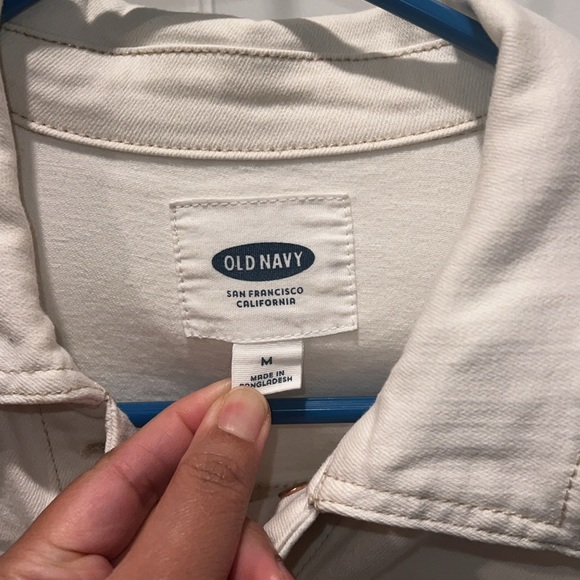 OLD NAVY
SAN FRANCISCO
CALIFORNIA
M
MADE IN
BANGLADESH